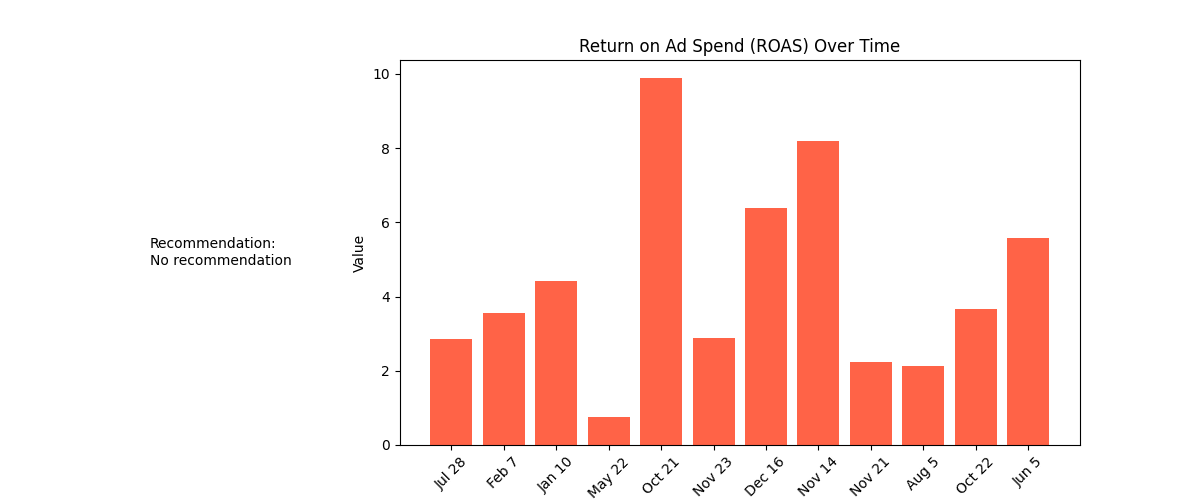 Return on Ad Spend (ROAS) Over Time
10
8
6
4
2
0
Value
Recommendation:
No recommendation
Jul 28
Feb 7
Jan 10
May 22
Oct 21
Nov 23
Dec 16
Nov 14
Nov 21
Aug 5
Oct 22
Jun 5